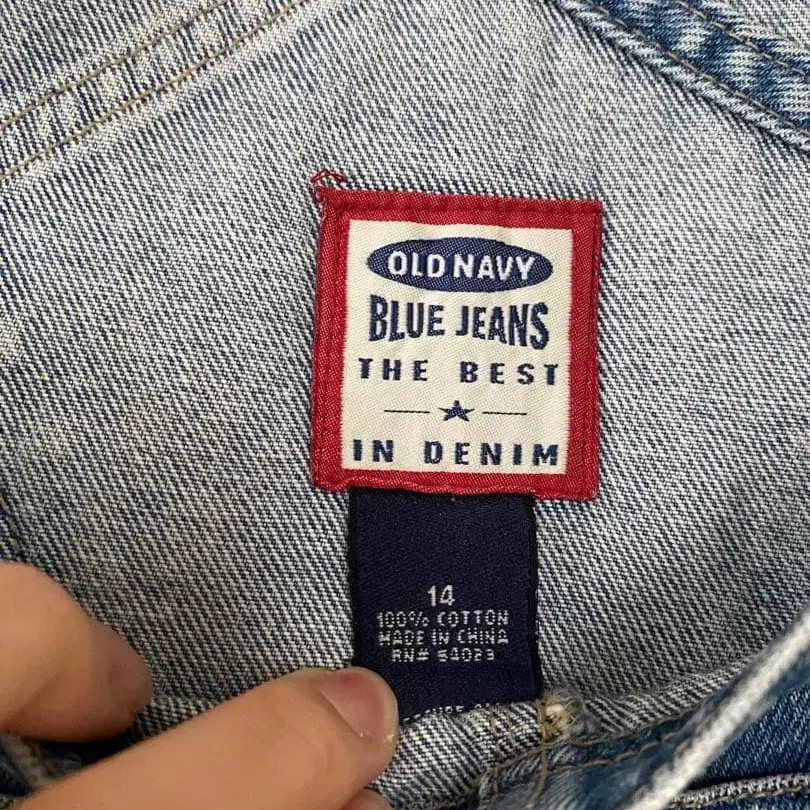 OLD NAVY
BLUE JEANS
THE BEST
IN DENIM
14
100% COTTON
MADE IN CHINA
RN# 54023